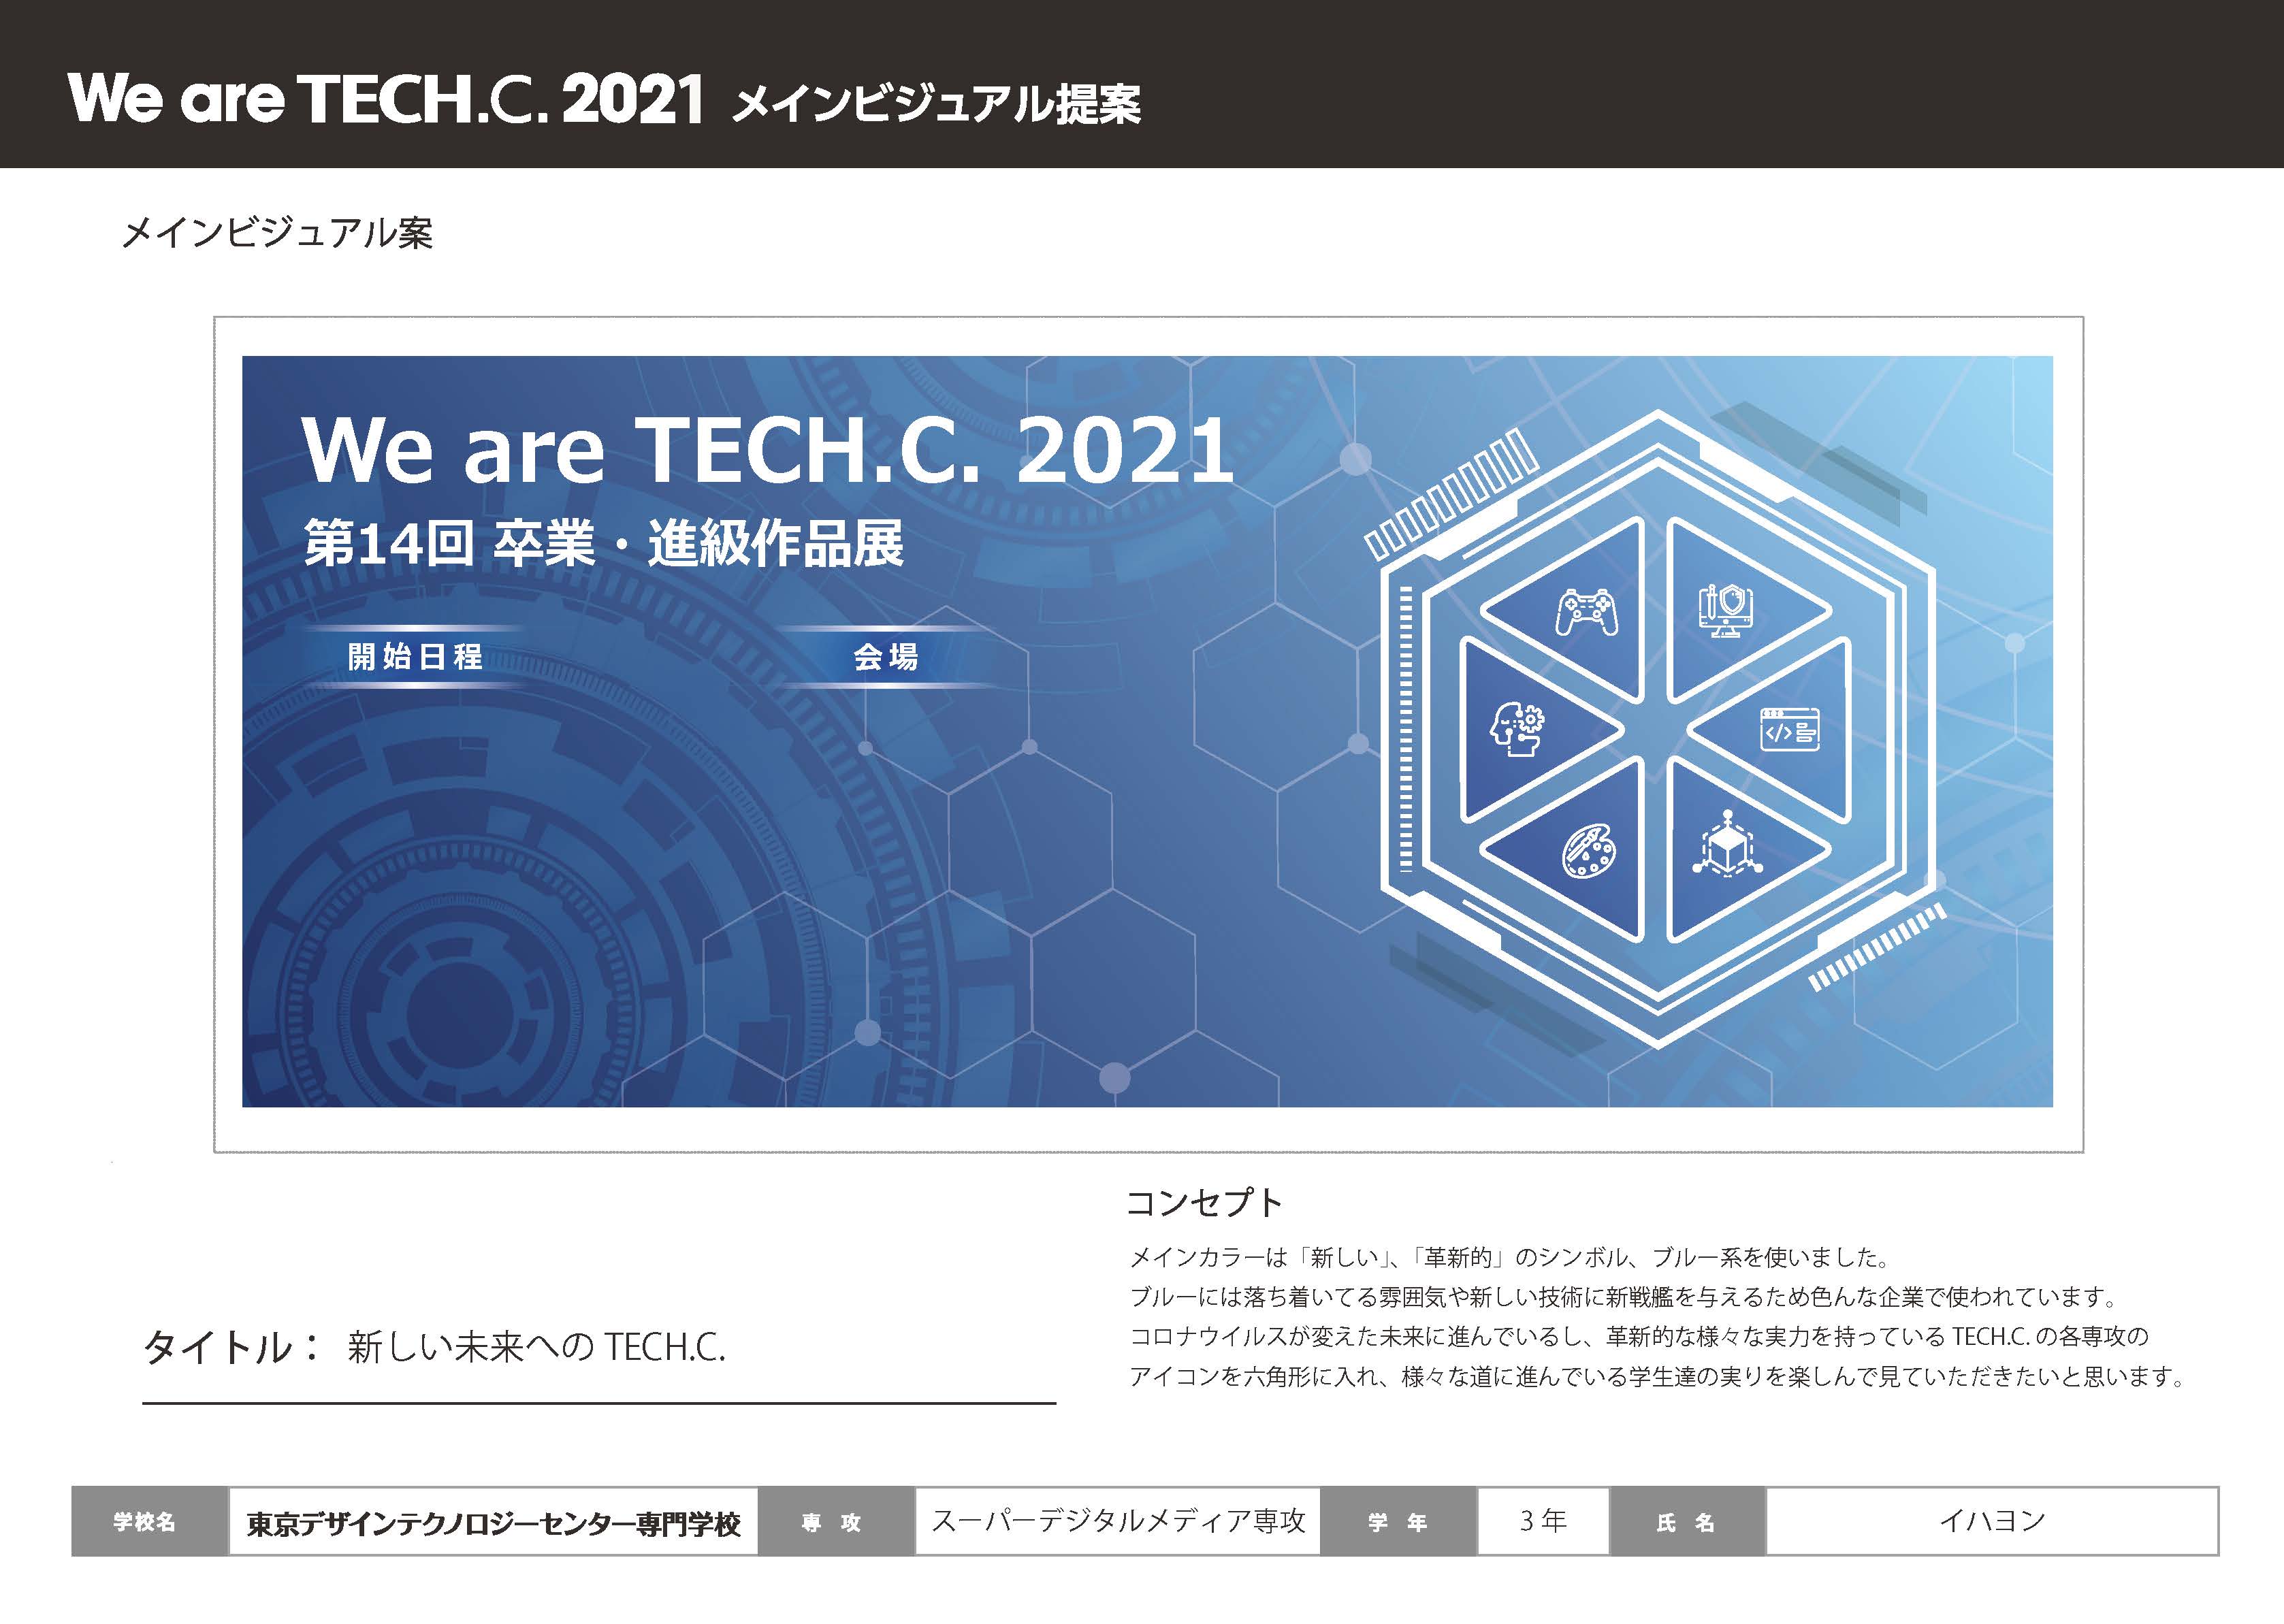 We are TECH.C. 2021 メインビジュアル提案
メインビジュアル案
We are TECH.C. 2021
第14回 卒業・進級作品展
開始日程
会場
</>
コンセプト
メインカラーは「新しい」、「革新的」のシンボル、ブルー系を使いました。
ブルーには落ち着いてる雰囲気や新しい技術に新戦艦を与えるため色んな企業で使われています。
コロナウイルスが変えた未来に進んでいるし、革新的な様々な実力を持っている TECH.C. の各専攻の
アイコンを六角形に入れ、様々な道に進んでいる学生達の実りを楽しんで見ていただきたいと思います。
タイトル： 新しい未来への TECH.C.
学校名 東京デザインテクノロジーセンター専門学校 専 攻 スーパーデジタルメディア専攻 学 年 3 年 氏 名 イハヨン